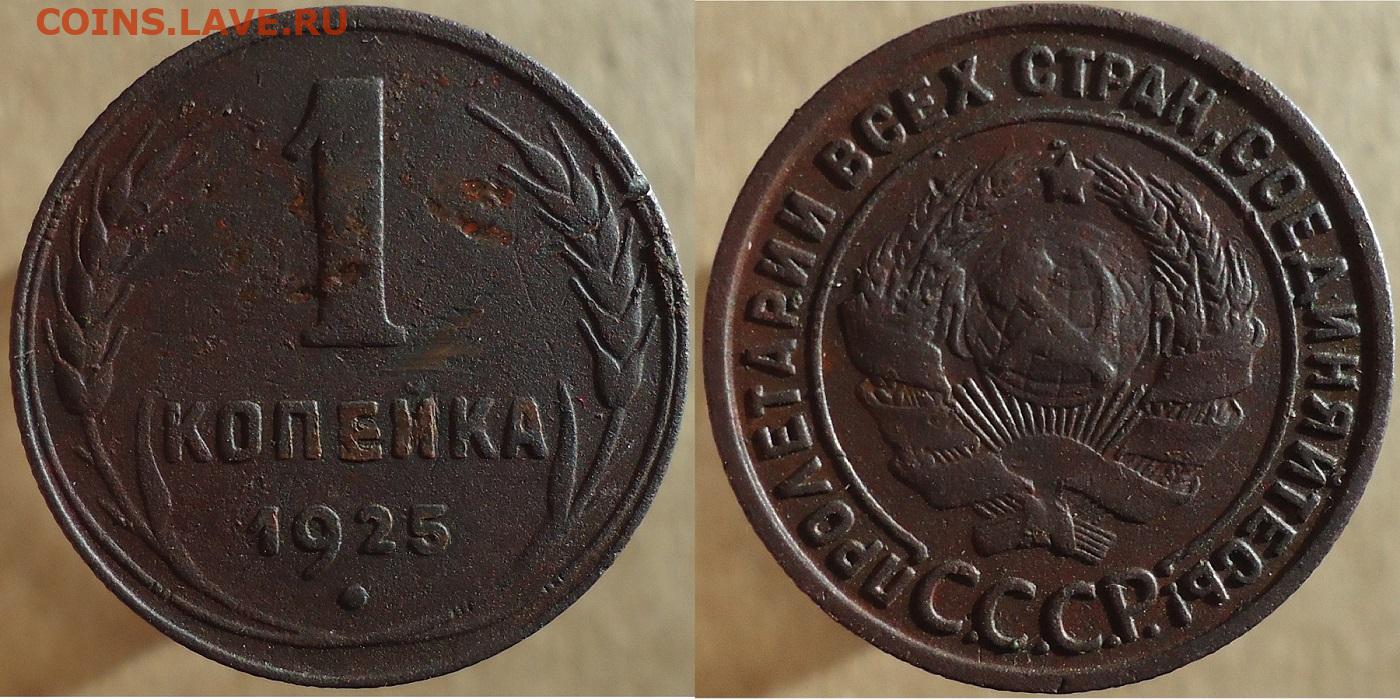 COINS.LAVE.RU
1
КОПЕЙКА
1925
ПРОЛЕТАРИИ ВСЕХ СТРАН, СОЕДИНЯЙТЕСЬ!
С.С.С.Р.